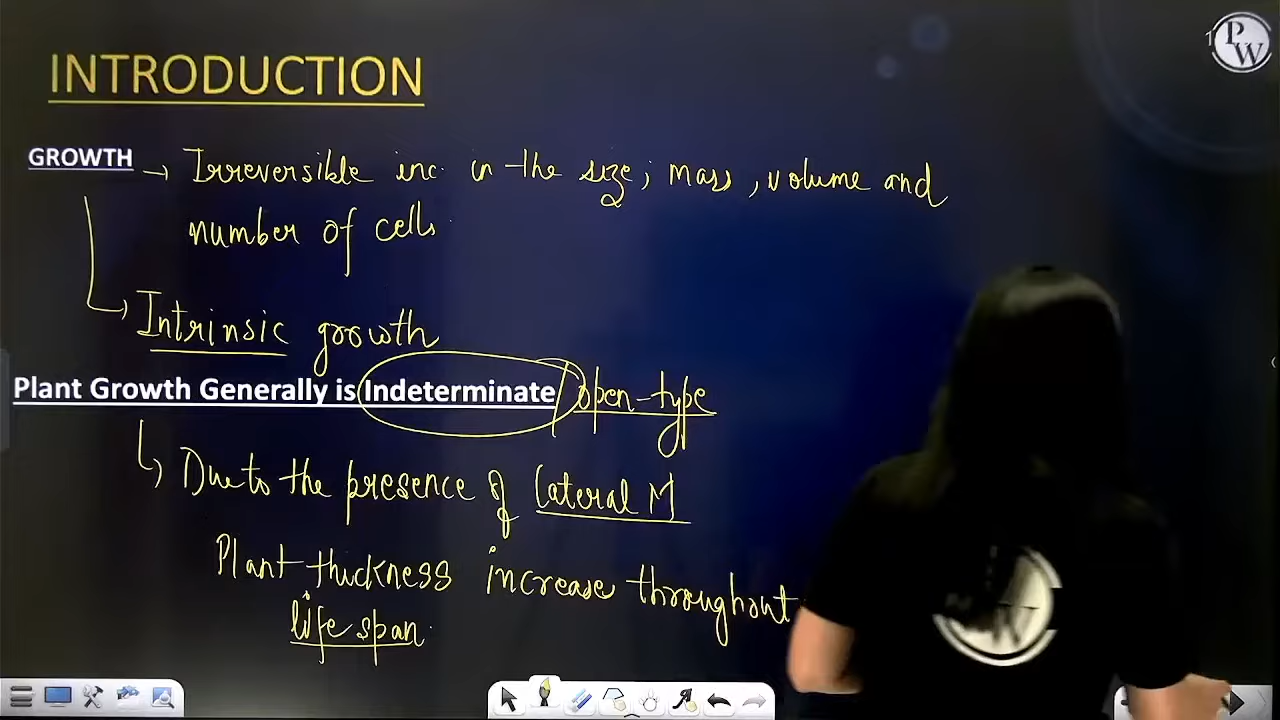 INTRODUCTION
PW
GROWTH → Irreversible inc. in the size; mass, volume and
number of cells.
Intrinsic growth
Plant Growth Generally is Indeterminate / open-type
Due to the presence of Lateral M
Plant thickness increase throughout
life span.